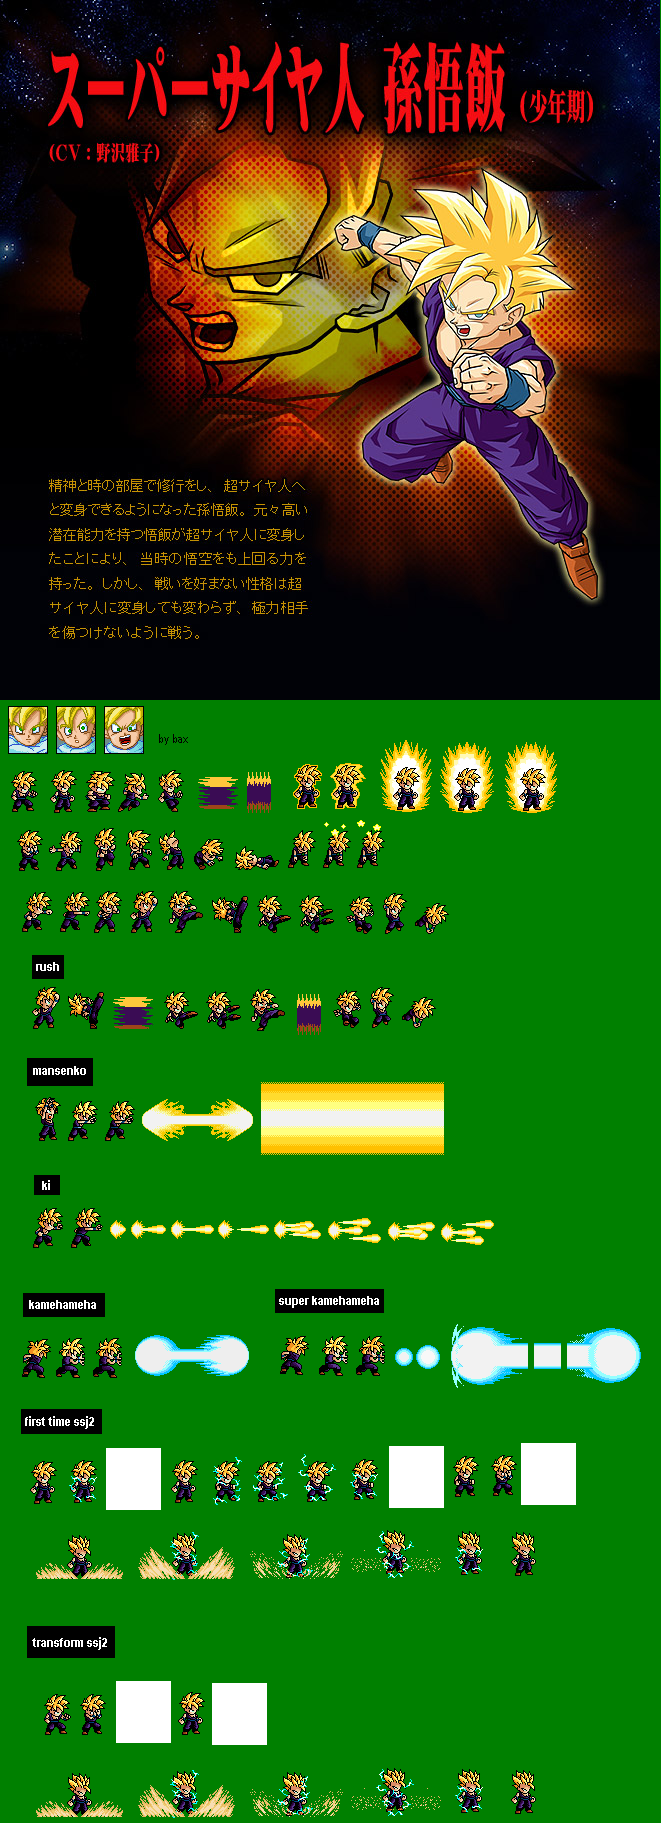 スーパーサイヤ人 孫悟飯 (少年期)
(CV：野沢雅子)
精神と時の部屋で修行をし、超サイヤ人へ
と変身できるようになった孫悟飯。元々高い
潜在能力を持つ悟飯が超サイヤ人に変身し
たことにより、当時の悟空をも上回る力を
持った。しかし、戦いを好まない性格は超
サイヤ人に変身しても変わらず、極力相手
を傷つけないように戦う。
by bax
rush
mansenko
ki
kamehameha
super kamehameha
first time ssj2
transform ssj2